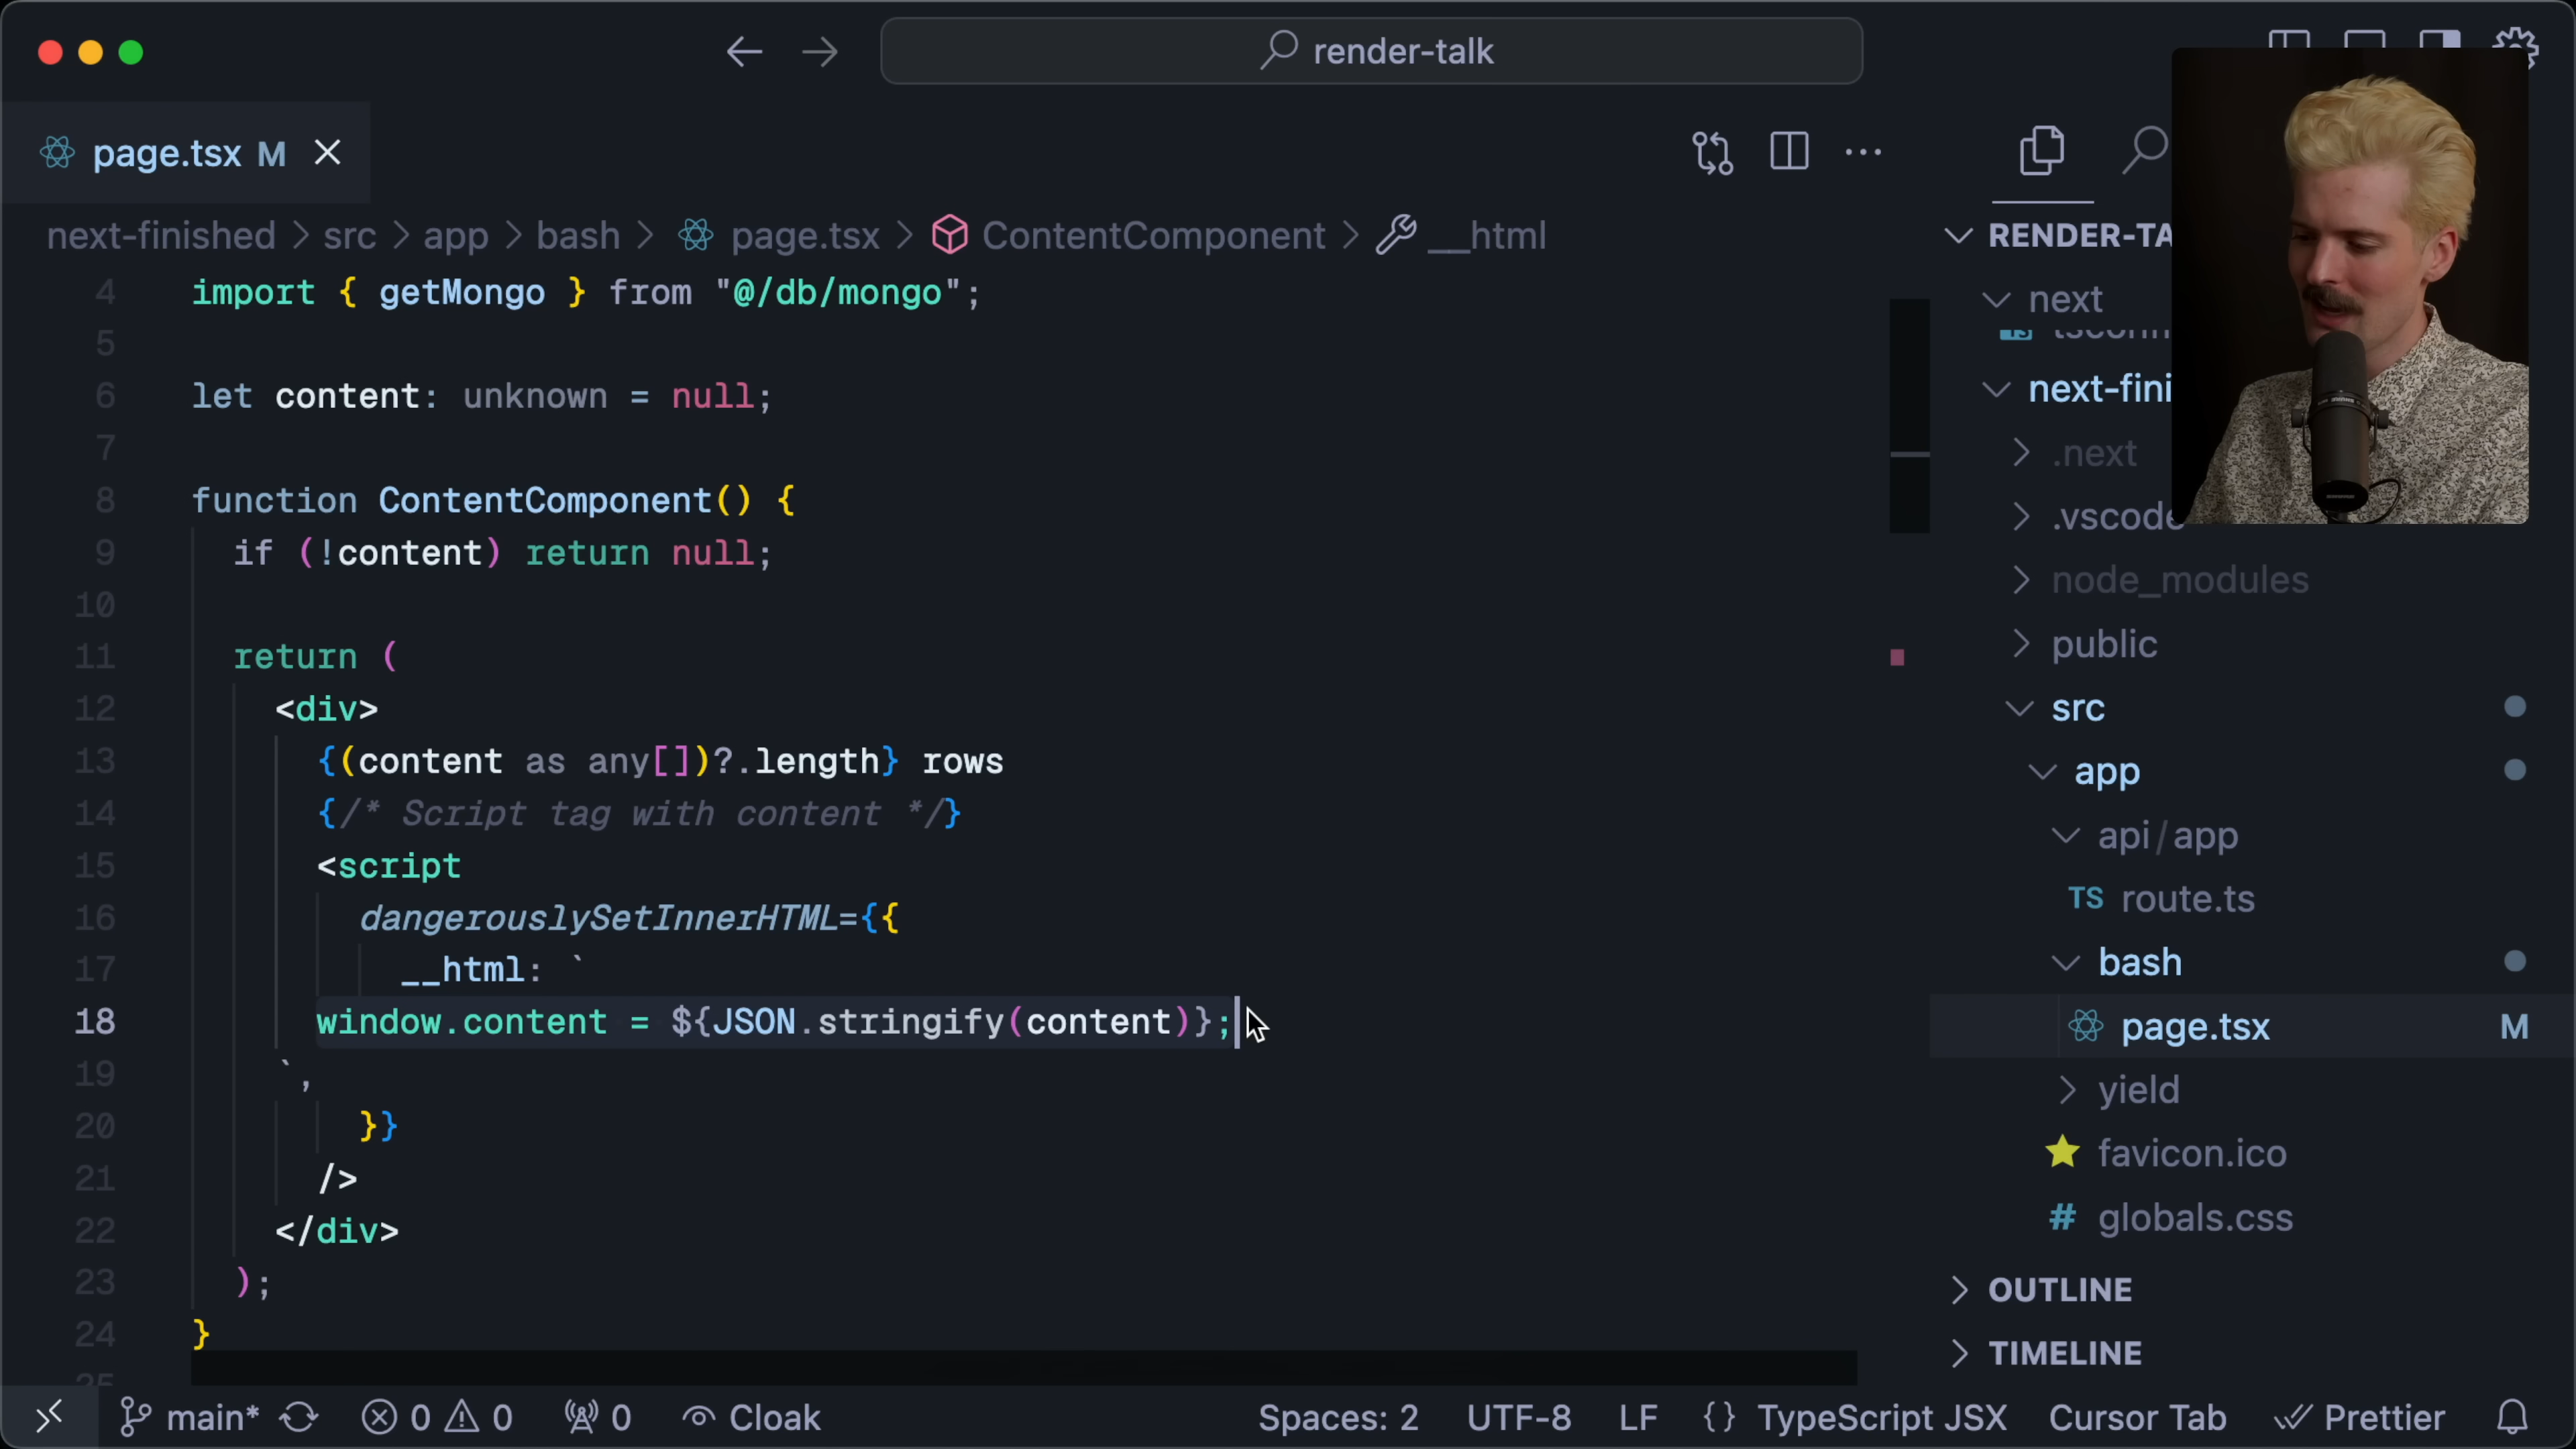 render-talk
page.tsx M
next-finished > src > app > bash > page.tsx > ContentComponent > __html
4 import { getMongo } from "@/db/mongo";
5
6 let content: unknown = null;
7
8 function ContentComponent() {
9 if (!content) return null;
10
11 return (
12 <div>
13 {(content as any[])?.length} rows
14 {/* Script tag with content */}
15 <script
16 dangerouslySetInnerHTML={{
17 __html: `
18 window.content = ${JSON.stringify(content)};
19 `,
20 }}
21 />
22 </div>
23 );
24 }
25
RENDER-TA
next
next-fini
.next
.vscode
node_modules
public
src
app
api/app
TS route.ts
bash
page.tsx M
yield
favicon.ico
# globals.css
OUTLINE
TIMELINE
main* 0 0 0 Cloak Spaces: 2 UTF-8 LF {} TypeScript JSX Cursor Tab Prettier